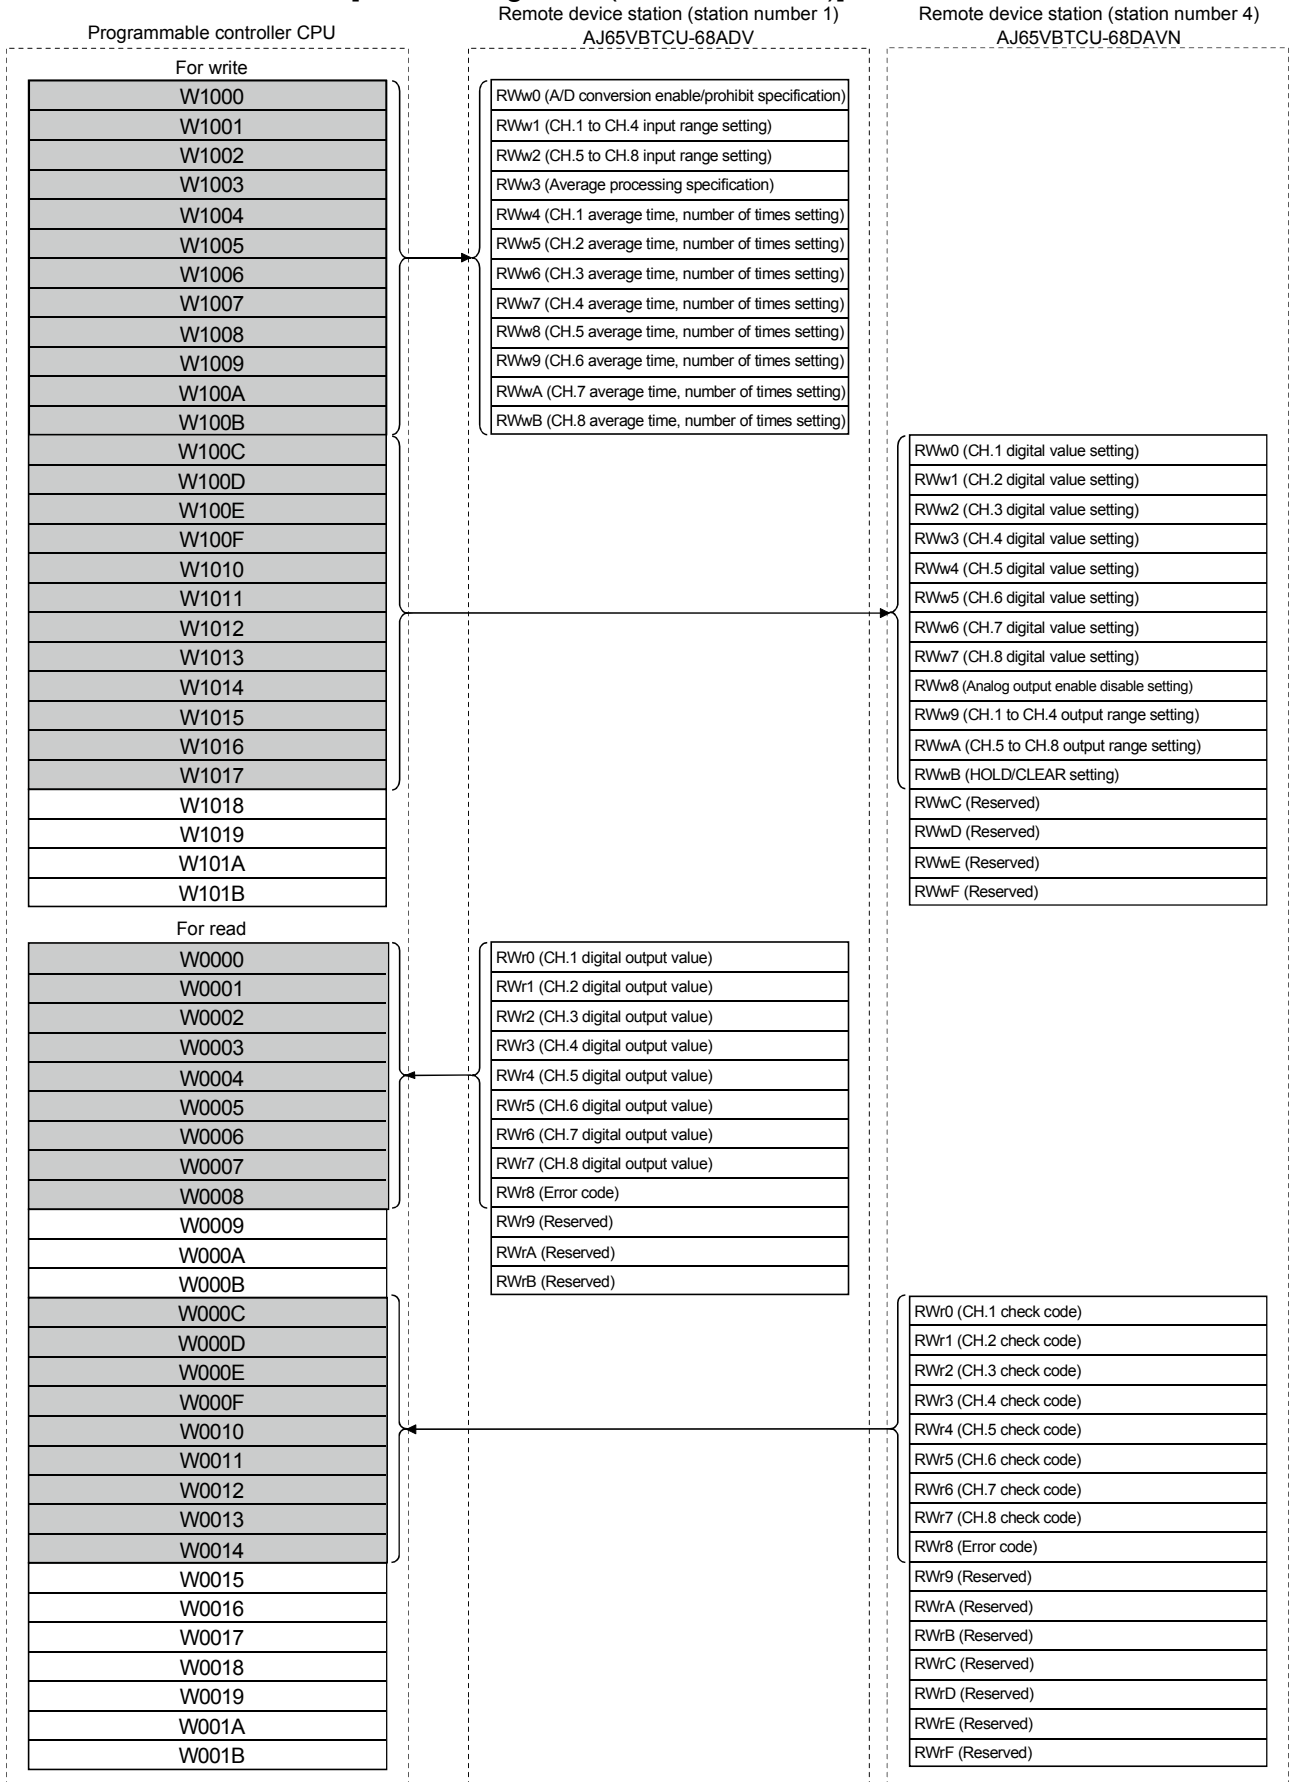 Remote device station (station number 1)
Remote device station (station number 4)
Programmable controller CPU
AJ65VBTCU-68ADV
AJ65VBTCU-68DAVN
For write
W1000
RWw0 (A/D conversion enable/prohibit specification)
W1001
RWw1 (CH.1 to CH.4 input range setting)
W1002
RWw2 (CH.5 to CH.8 input range setting)
W1003
RWw3 (Average processing specification)
W1004
RWw4 (CH.1 average time, number of times setting)
W1005
RWw5 (CH.2 average time, number of times setting)
W1006
RWw6 (CH.3 average time, number of times setting)
W1007
RWw7 (CH.4 average time, number of times setting)
W1008
RWw8 (CH.5 average time, number of times setting)
W1009
RWw9 (CH.6 average time, number of times setting)
W100A
RWwA (CH.7 average time, number of times setting)
W100B
RWwB (CH.8 average time, number of times setting)
W100C
RWw0 (CH.1 digital value setting)
W100D
RWw1 (CH.2 digital value setting)
W100E
RWw2 (CH.3 digital value setting)
W100F
RWw3 (CH.4 digital value setting)
W1010
RWw4 (CH.5 digital value setting)
W1011
RWw5 (CH.6 digital value setting)
W1012
RWw6 (CH.7 digital value setting)
W1013
RWw7 (CH.8 digital value setting)
W1014
RWw8 (Analog output enable disable setting)
W1015
RWw9 (CH.1 to CH.4 output range setting)
W1016
RWwA (CH.5 to CH.8 output range setting)
W1017
RWwB (HOLD/CLEAR setting)
W1018
RWwC (Reserved)
W1019
RWwD (Reserved)
W101A
RWwE (Reserved)
W101B
RWwF (Reserved)
For read
W0000
RWr0 (CH.1 digital output value)
W0001
RWr1 (CH.2 digital output value)
W0002
RWr2 (CH.3 digital output value)
W0003
RWr3 (CH.4 digital output value)
W0004
RWr4 (CH.5 digital output value)
W0005
RWr5 (CH.6 digital output value)
W0006
RWr6 (CH.7 digital output value)
W0007
RWr7 (CH.8 digital output value)
W0008
RWr8 (Error code)
W0009
RWr9 (Reserved)
W000A
RWrA (Reserved)
W000B
RWrB (Reserved)
W000C
RWr0 (CH.1 check code)
W000D
RWr1 (CH.2 check code)
W000E
RWr2 (CH.3 check code)
W000F
RWr3 (CH.4 check code)
W0010
RWr4 (CH.5 check code)
W0011
RWr5 (CH.6 check code)
W0012
RWr6 (CH.7 check code)
W0013
RWr7 (CH.8 check code)
W0014
RWr8 (Error code)
W0015
RWr9 (Reserved)
W0016
RWrA (Reserved)
W0017
RWrB (Reserved)
W0018
RWrC (Reserved)
W0019
RWrD (Reserved)
W001A
RWrE (Reserved)
W001B
RWrF (Reserved)